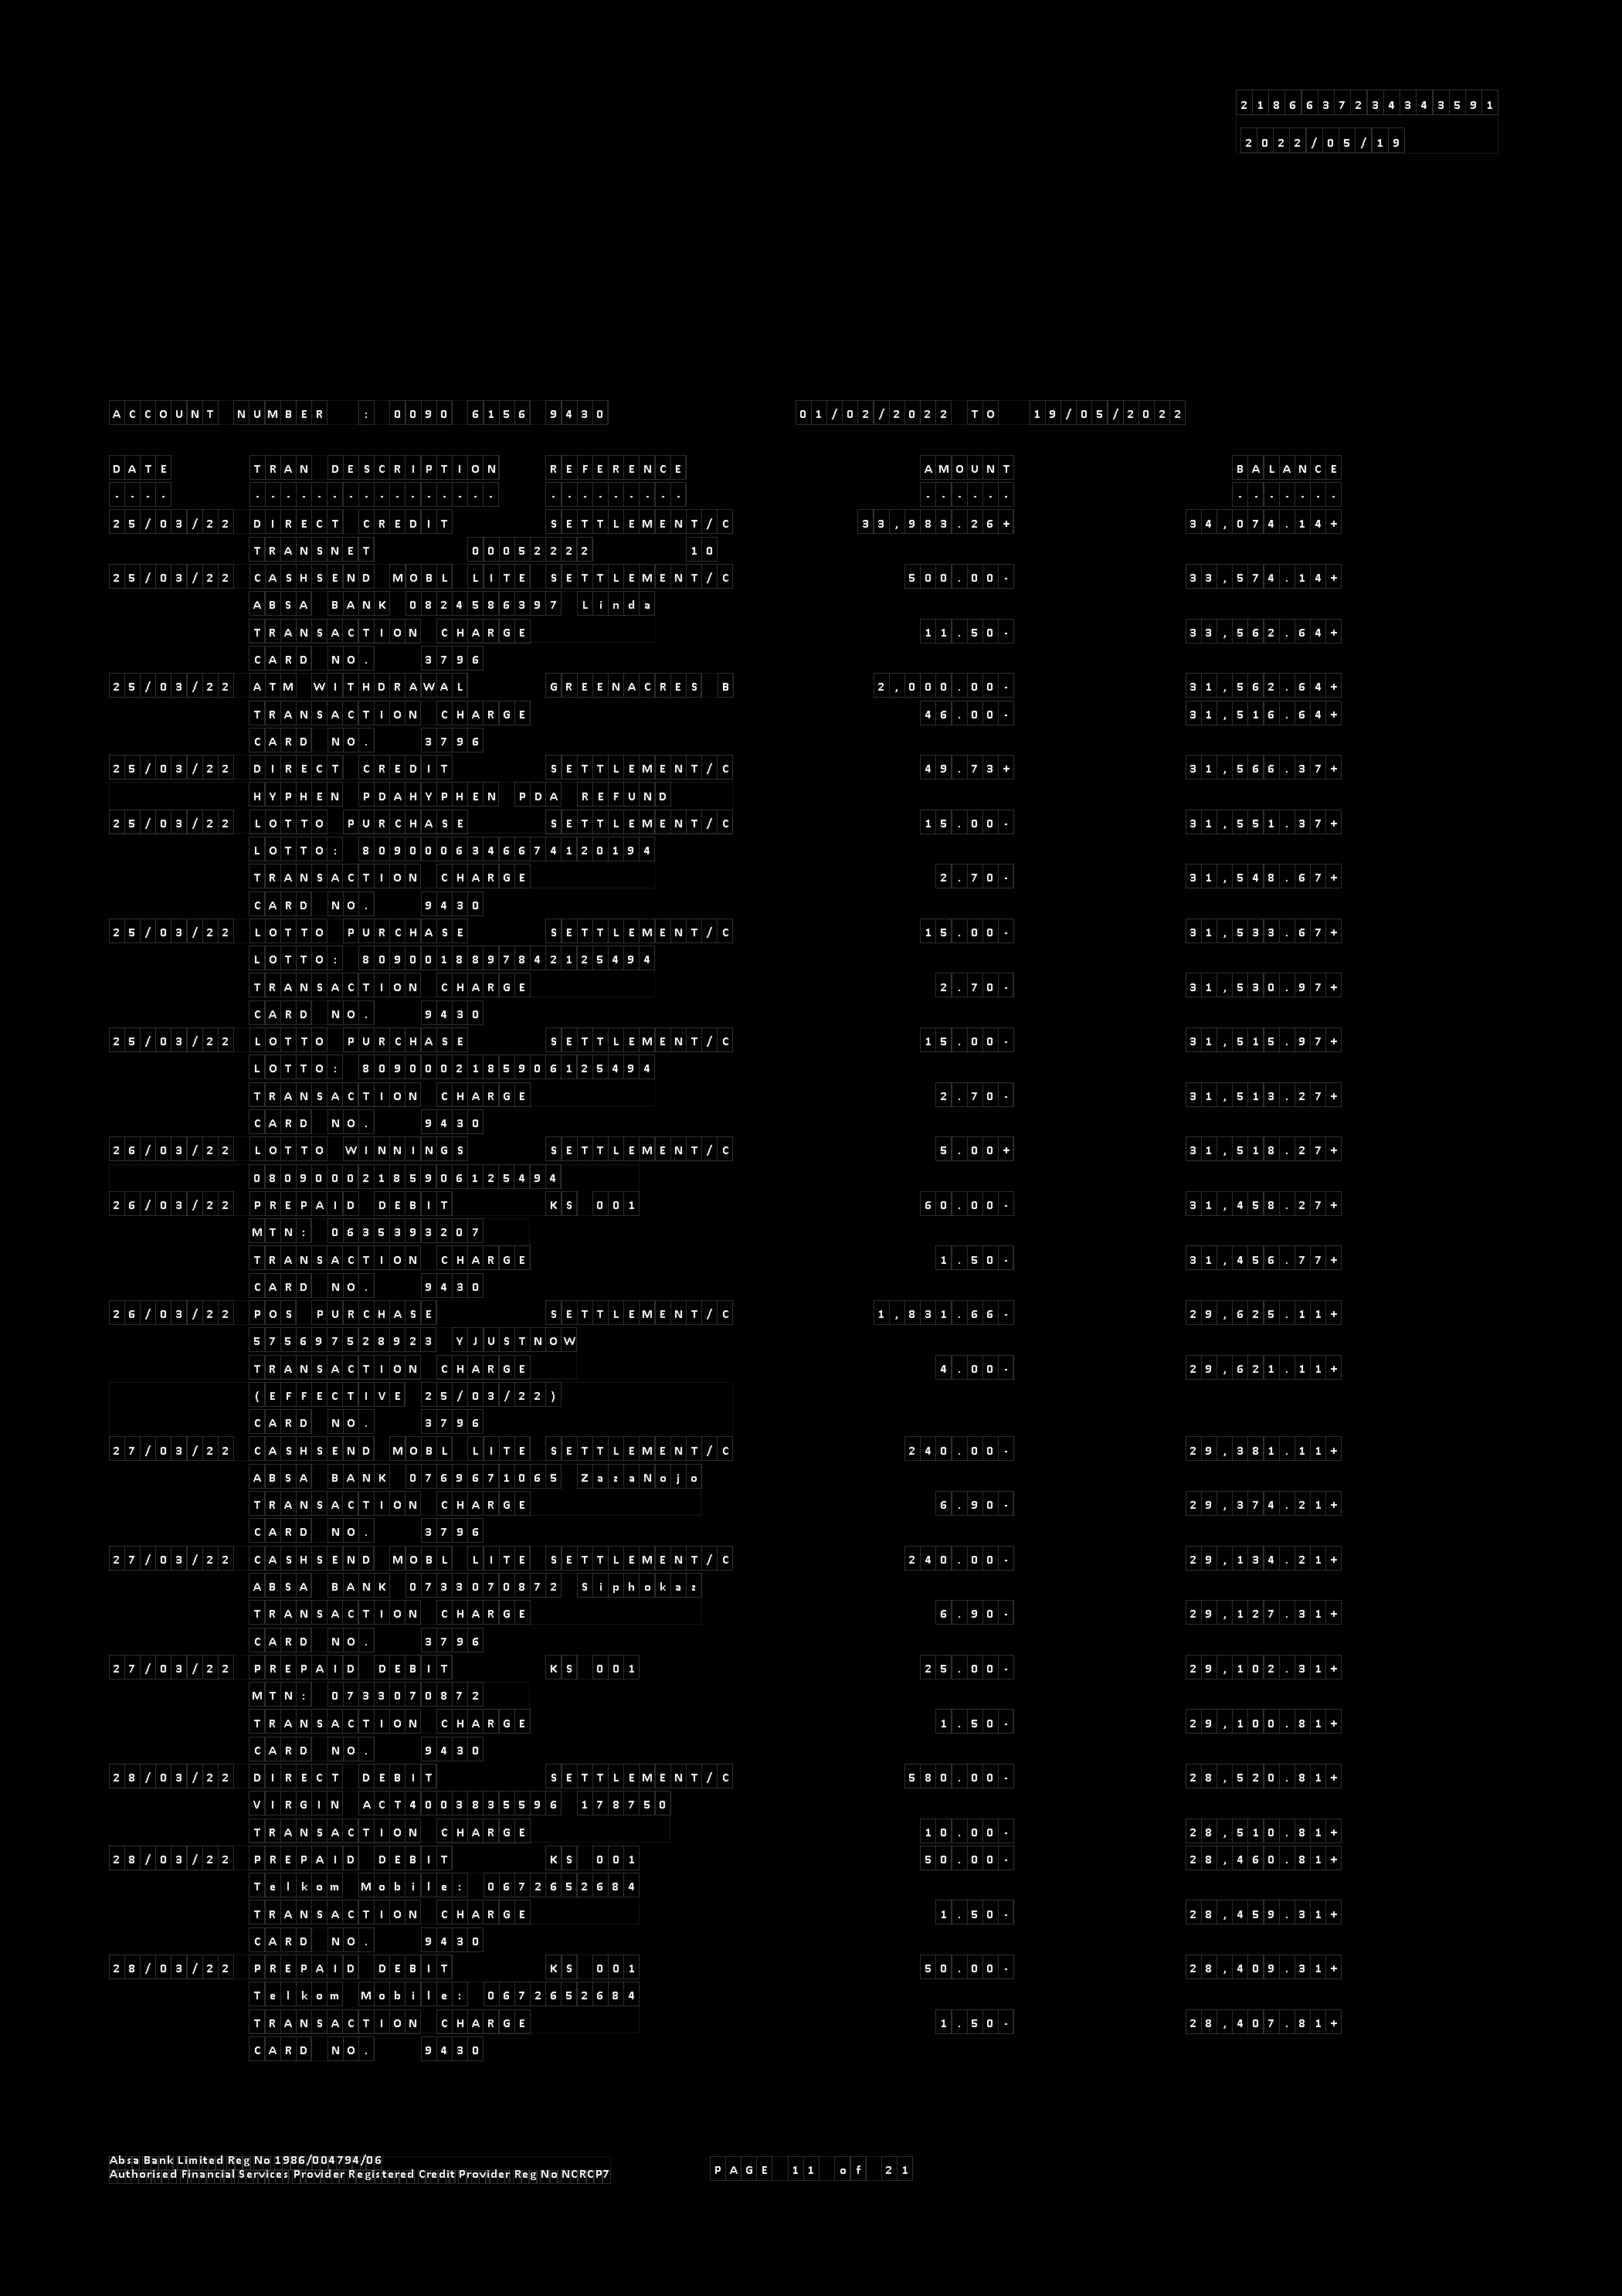 2186637234343591
2022/05/19
ACCOUNT NUMBER : 0090 6156 9430 01/02/2022 TO 19/05/2022
DATE TRAN DESCRIPTION REFERENCE AMOUNT BALANCE
---- ---------------- --------- ------ -------
25/03/22 DIRECT CREDIT SETTLEMENT/C 33,983.26+ 34,074.14+
TRANSNET 00052222 10
25/03/22 CASHSEND MOBL LITE SETTLEMENT/C 500.00- 33,574.14+
ABSA BANK 0824586397 Linda
TRANSACTION CHARGE 11.50- 33,562.64+
CARD NO. 3796
25/03/22 ATM WITHDRAWAL GREENACRES B 2,000.00- 31,562.64+
TRANSACTION CHARGE 46.00- 31,516.64+
CARD NO. 3796
25/03/22 DIRECT CREDIT SETTLEMENT/C 49.73+ 31,566.37+
HYPHEN PDAHYPHEN PDA REFUND
25/03/22 LOTTO PURCHASE SETTLEMENT/C 15.00- 31,551.37+
LOTTO: 8090006346674120194
TRANSACTION CHARGE 2.70- 31,548.67+
CARD NO. 9430
25/03/22 LOTTO PURCHASE SETTLEMENT/C 15.00- 31,533.67+
LOTTO: 8090018897842125494
TRANSACTION CHARGE 2.70- 31,530.97+
CARD NO. 9430
25/03/22 LOTTO PURCHASE SETTLEMENT/C 15.00- 31,515.97+
LOTTO: 8090002185906125494
TRANSACTION CHARGE 2.70- 31,513.27+
CARD NO. 9430
26/03/22 LOTTO WINNINGS SETTLEMENT/C 5.00+ 31,518.27+
08090002185906125494
26/03/22 PREPAID DEBIT KS 001 60.00- 31,458.27+
MTN: 0635393207
TRANSACTION CHARGE 1.50- 31,456.77+
CARD NO. 9430
26/03/22 POS PURCHASE SETTLEMENT/C 1,831.66- 29,625.11+
575697528923 YJUSTNOW
TRANSACTION CHARGE 4.00- 29,621.11+
(EFFECTIVE 25/03/22)
CARD NO. 3796
27/03/22 CASHSEND MOBL LITE SETTLEMENT/C 240.00- 29,381.11+
ABSA BANK 0769671065 ZazaNojo
TRANSACTION CHARGE 6.90- 29,374.21+
CARD NO. 3796
27/03/22 CASHSEND MOBL LITE SETTLEMENT/C 240.00- 29,134.21+
ABSA BANK 0733070872 Siphokaz
TRANSACTION CHARGE 6.90- 29,127.31+
CARD NO. 3796
27/03/22 PREPAID DEBIT KS 001 25.00- 29,102.31+
MTN: 0733070872
TRANSACTION CHARGE 1.50- 29,100.81+
CARD NO. 9430
28/03/22 DIRECT DEBIT SETTLEMENT/C 580.00- 28,520.81+
VIRGIN ACT4003835596 178750
TRANSACTION CHARGE 10.00- 28,510.81+
28/03/22 PREPAID DEBIT KS 001 50.00- 28,460.81+
Telkom Mobile: 0672652684
TRANSACTION CHARGE 1.50- 28,459.31+
CARD NO. 9430
28/03/22 PREPAID DEBIT KS 001 50.00- 28,409.31+
Telkom Mobile: 0672652684
TRANSACTION CHARGE 1.50- 28,407.81+
CARD NO. 9430
Absa Bank Limited Reg No 1986/004794/06
Authorised Financial Services Provider Registered Credit Provider Reg No NCRCP7
PAGE 11 of 21